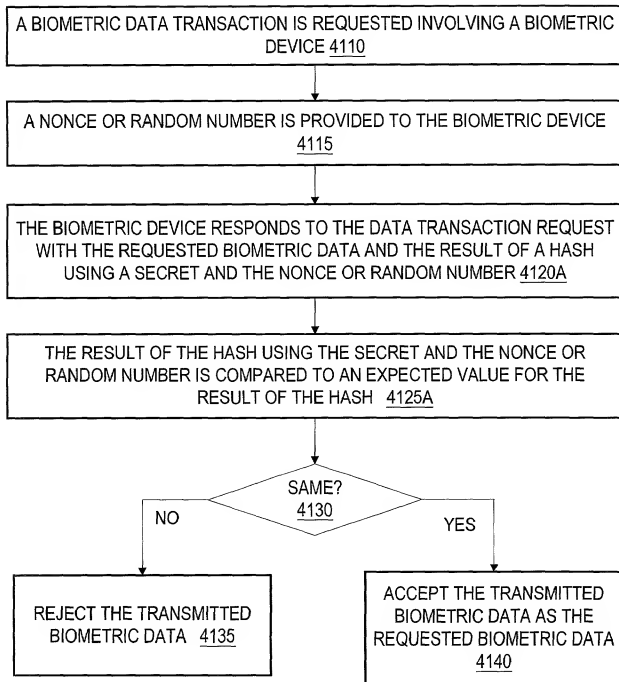 A BIOMETRIC DATA TRANSACTION IS REQUESTED INVOLVING A BIOMETRIC
DEVICE 4110
A NONCE OR RANDOM NUMBER IS PROVIDED TO THE BIOMETRIC DEVICE
4115
THE BIOMETRIC DEVICE RESPONDS TO THE DATA TRANSACTION REQUEST
WITH THE REQUESTED BIOMETRIC DATA AND THE RESULT OF A HASH
USING A SECRET AND THE NONCE OR RANDOM NUMBER 4120A
THE RESULT OF THE HASH USING THE SECRET AND THE NONCE OR
RANDOM NUMBER IS COMPARED TO AN EXPECTED VALUE FOR THE
RESULT OF THE HASH 4125A
SAME?
4130
NO
YES
REJECT THE TRANSMITTED
BIOMETRIC DATA 4135
ACCEPT THE TRANSMITTED
BIOMETRIC DATA AS THE
REQUESTED BIOMETRIC DATA
4140